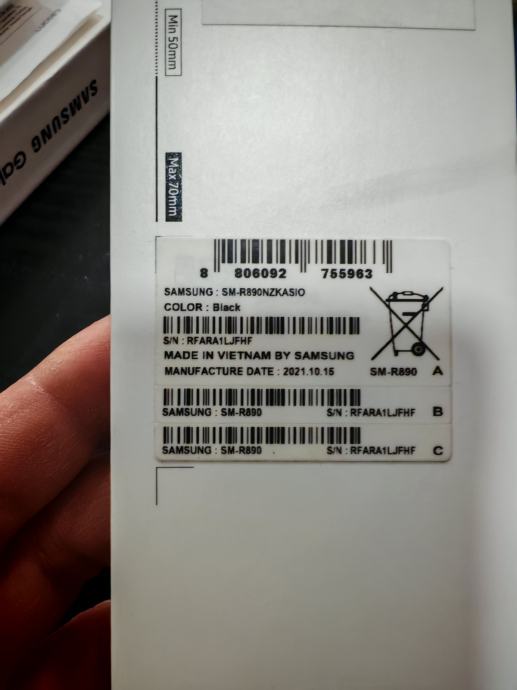 SAMSUNG Gal
Min 50mm
Max 70mm
8 806092 755963
SAMSUNG : SM-R890NZKASIO
COLOR : Black
S/N : RFARA1LJFHF
MADE IN VIETNAM BY SAMSUNG
MANUFACTURE DATE : 2021.10.15 SM-R890 A
SAMSUNG : SM-R890 S/N : RFARA1LJFHF B
SAMSUNG : SM-R890 S/N : RFARA1LJFHF C